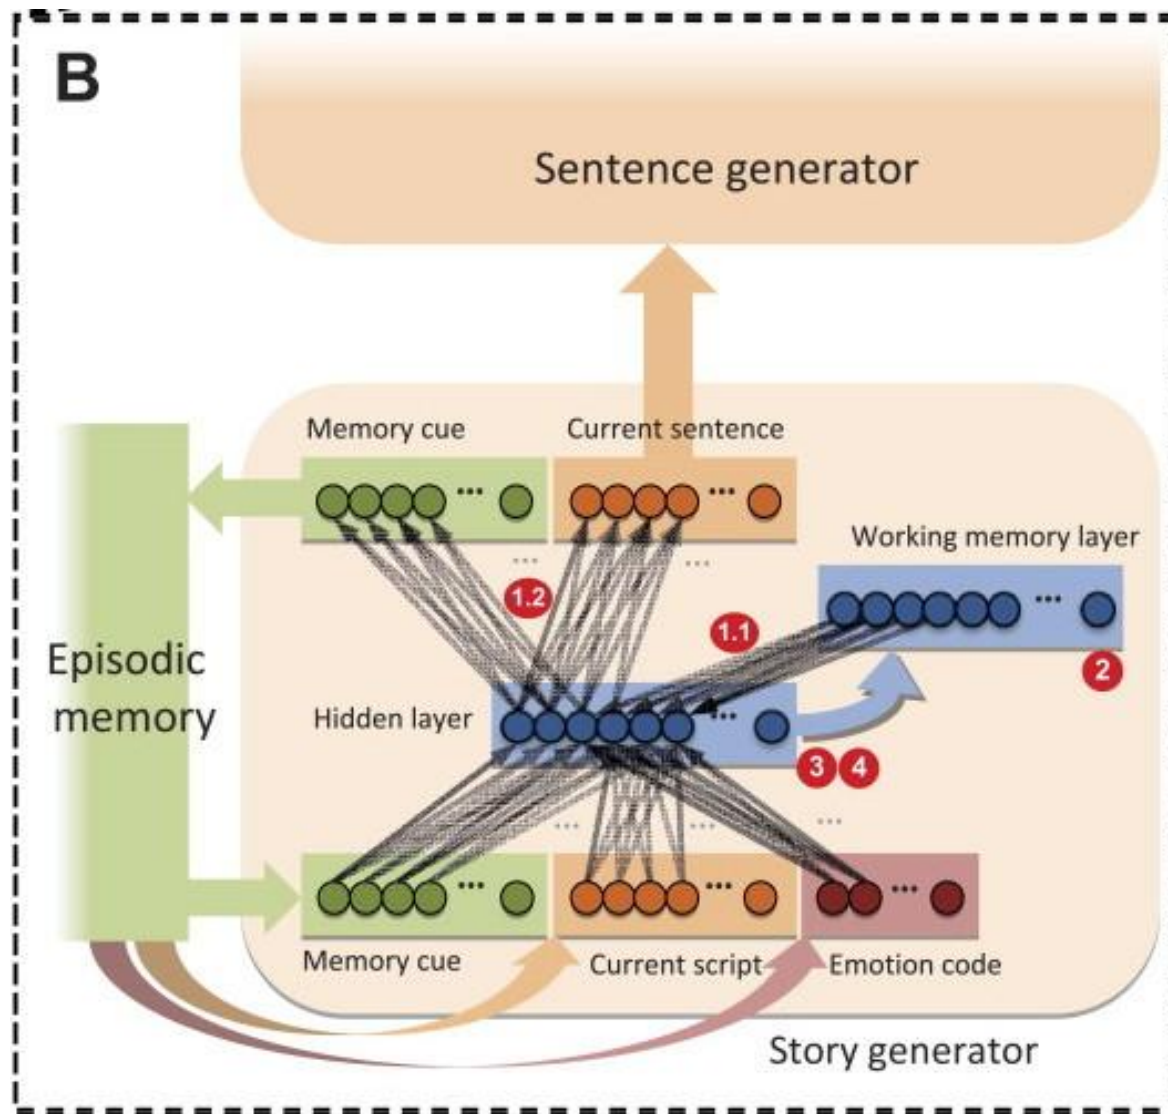 B
Sentence generator
Memory cue
Current sentence
...
...
Working memory layer
...
...
1.2
1.1
...
2
Episodic
memory
Hidden layer
...
3
4
...
...
...
...
...
...
Memory cue
Current script
Emotion code
Story generator